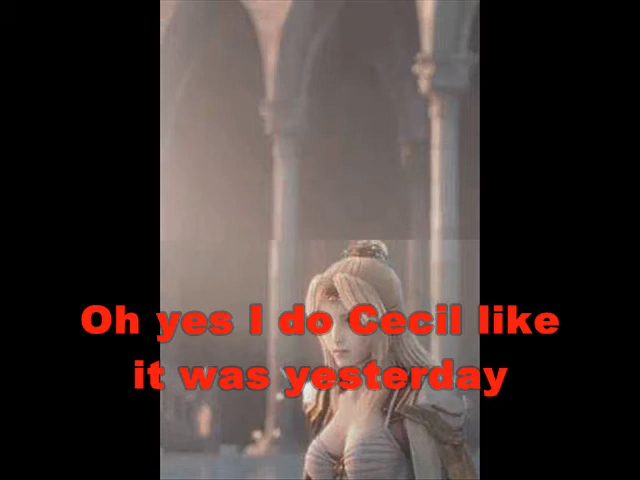 Oh yes I do Cecil like
it was yesterday